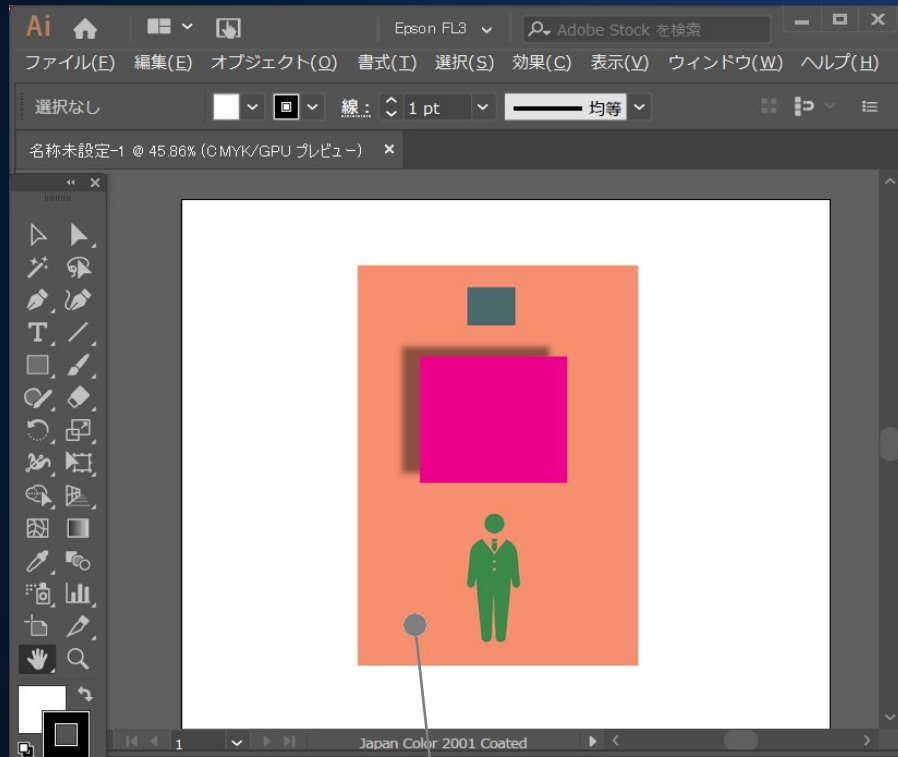 Ai Epson FL3 Adobe Stock を検索
ファイル(F) 編集(E) オブジェクト(O) 書式(T) 選択(S) 効果(C) 表示(V) ウィンドウ(W) ヘルプ(H)
選択なし 線: 1 pt 均等
名称未設定-1 @ 45.86% (CMYK/GPU プレビュー) ×
T
1 Japan Color 2001 Coated